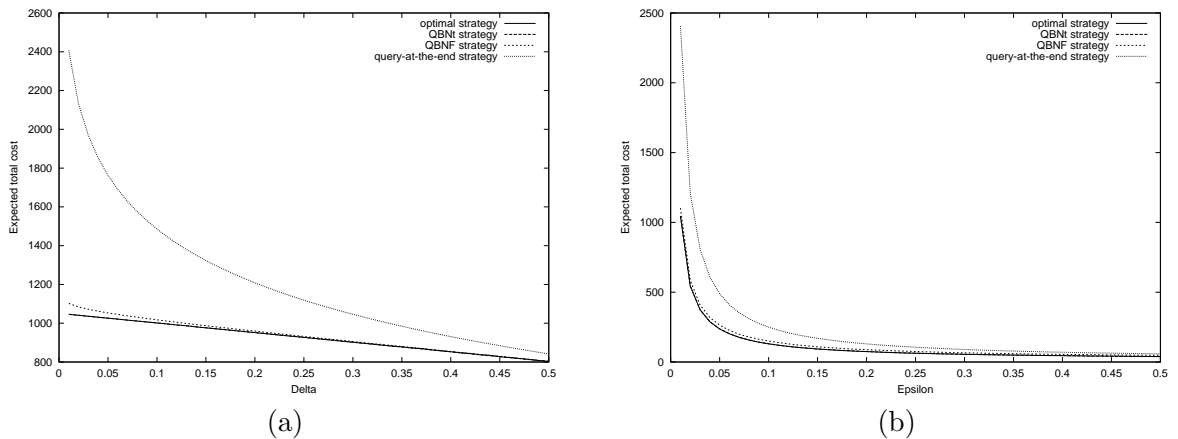 2600
2400
2200
2000
1800
1600
1400
1200
1000
800
Expected total cost
optimal strategy
QBNt strategy
QBNF strategy
query-at-the-end strategy
0 0.05 0.1 0.15 0.2 0.25 0.3 0.35 0.4 0.45 0.5
Delta
(a)
2500
2000
1500
1000
500
0
Expected total cost
optimal strategy
QBNt strategy
QBNF strategy
query-at-the-end strategy
0 0.05 0.1 0.15 0.2 0.25 0.3 0.35 0.4 0.45 0.5
Epsilon
(b)